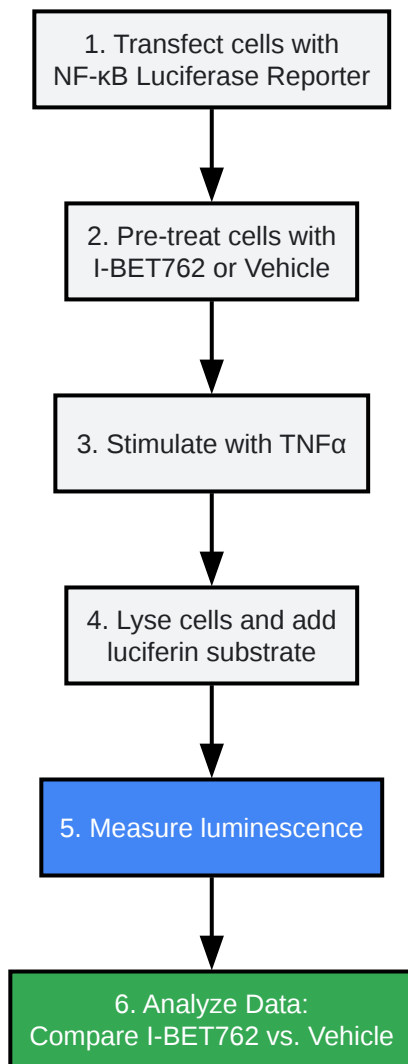 1. Transfect cells with
NF-κB Luciferase Reporter
2. Pre-treat cells with
I-BET762 or Vehicle
3. Stimulate with TNFα
4. Lyse cells and add
luciferin substrate
5. Measure luminescence
6. Analyze Data:
Compare I-BET762 vs. Vehicle